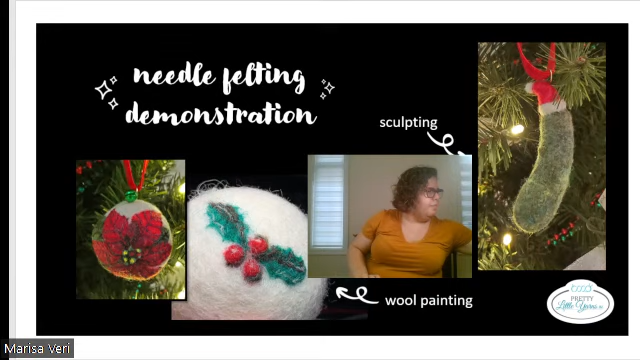 needle felting
demonstration
sculpting
wool painting
PRETTY
Little Yarns
Marisa Veri